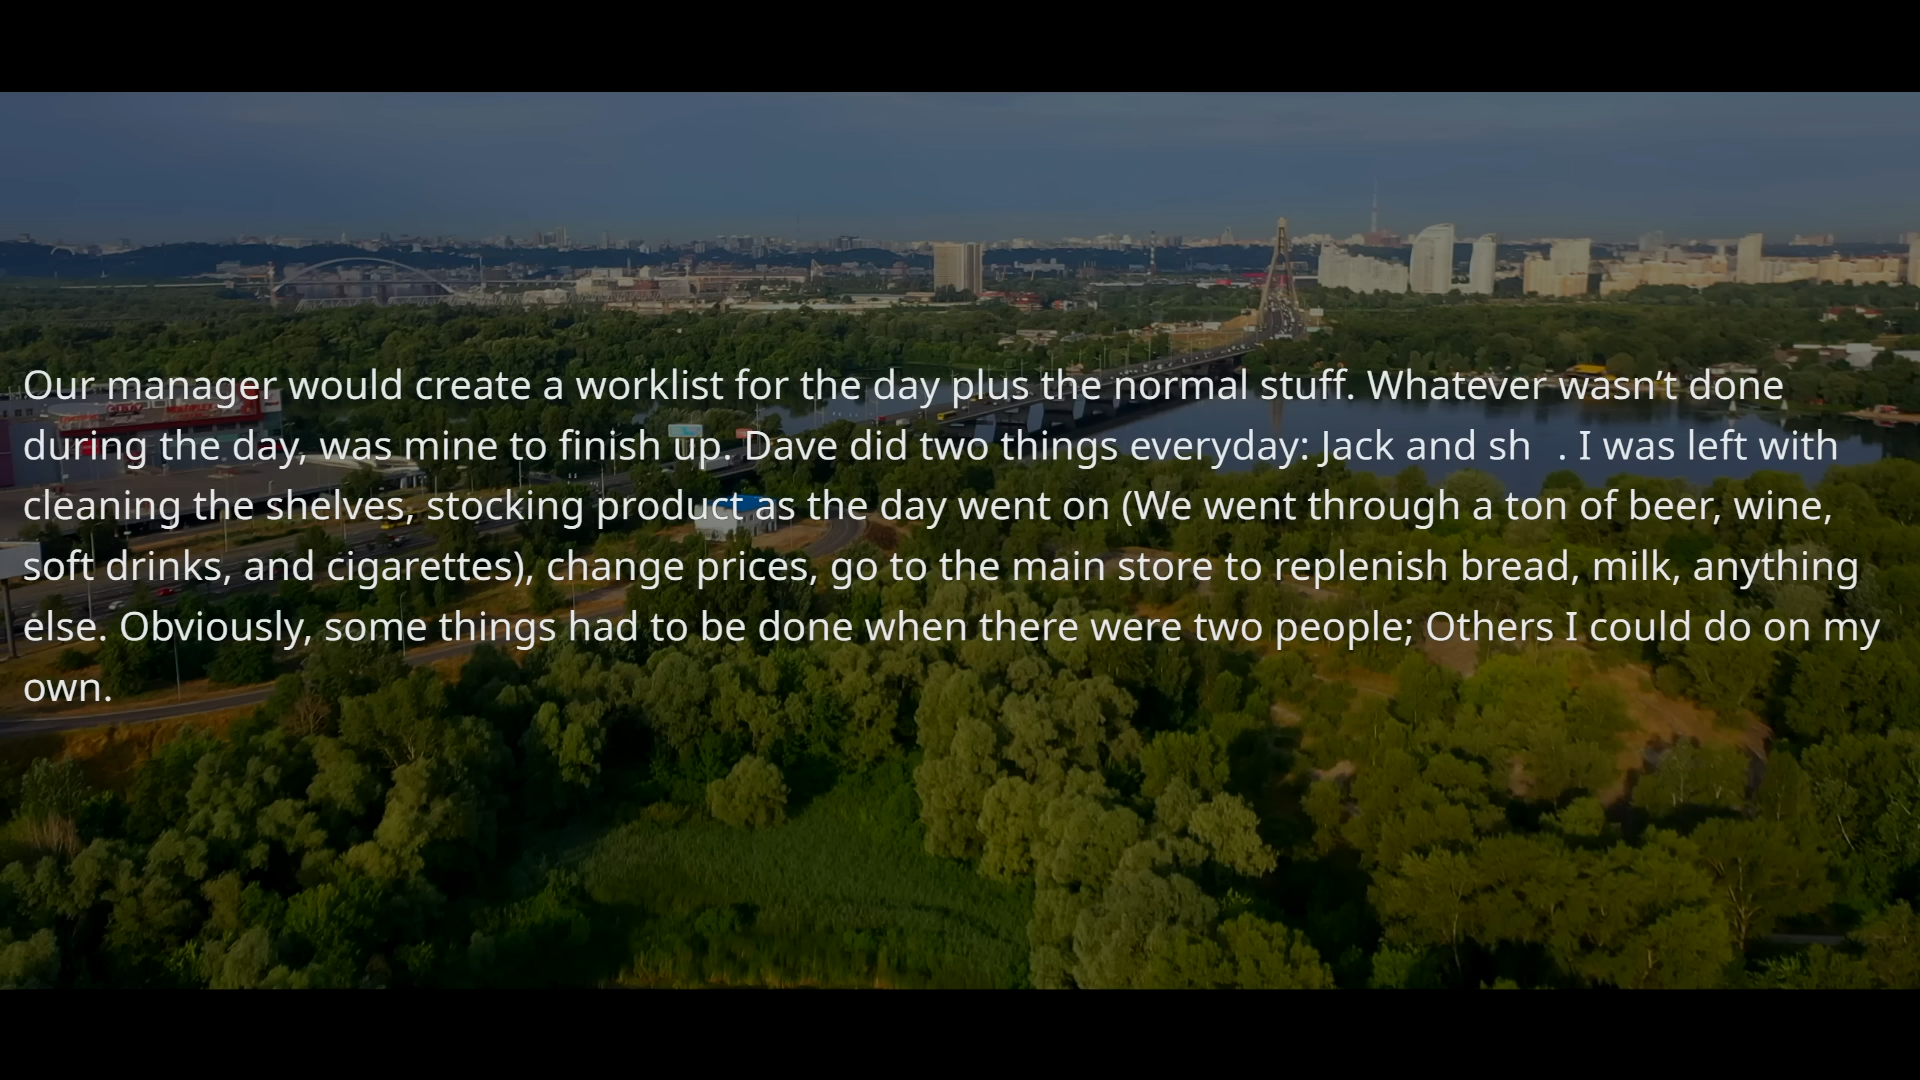 Our manager would create a worklist for the day plus the normal stuff. Whatever wasn’t done
during the day, was mine to finish up. Dave did two things everyday: Jack and sh  . I was left with
cleaning the shelves, stocking product as the day went on (We went through a ton of beer, wine,
soft drinks, and cigarettes), change prices, go to the main store to replenish bread, milk, anything
else. Obviously, some things had to be done when there were two people; Others I could do on my
own.